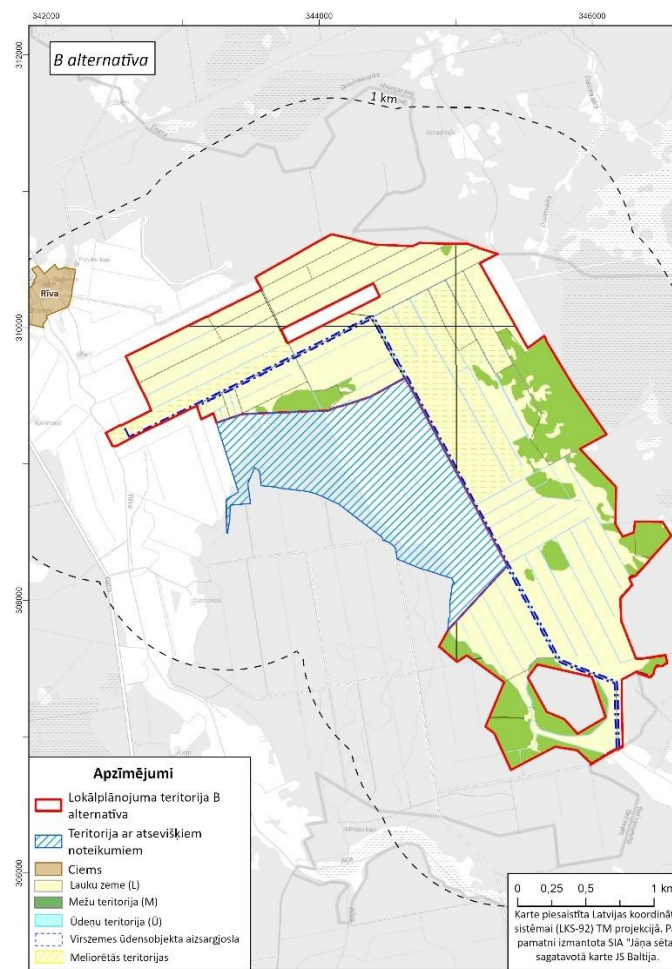 342000
344000
346000
312000
B alternatīva
1 km
Rīva
310000
308000
306000
Apzīmējumi
Lokālplānojuma teritorija B
alternatīva
Teritorija ar atsevišķiem
noteikumiem
Ciems
Lauku zeme (L)
Mežu teritorija (M)
Ūdeņu teritorija (Ū)
Virszemes ūdensobjekta aizsargjosla
Meliorētās teritorijas
0 0,25 0,5 1 km
Karte piesaistīta Latvijas koordināt
sistēmai (LKS-92) TM projekcijā. Pa
pamatni izmantota SIA "Jāņa sēta"
sagatavotā karte JS Baltija.